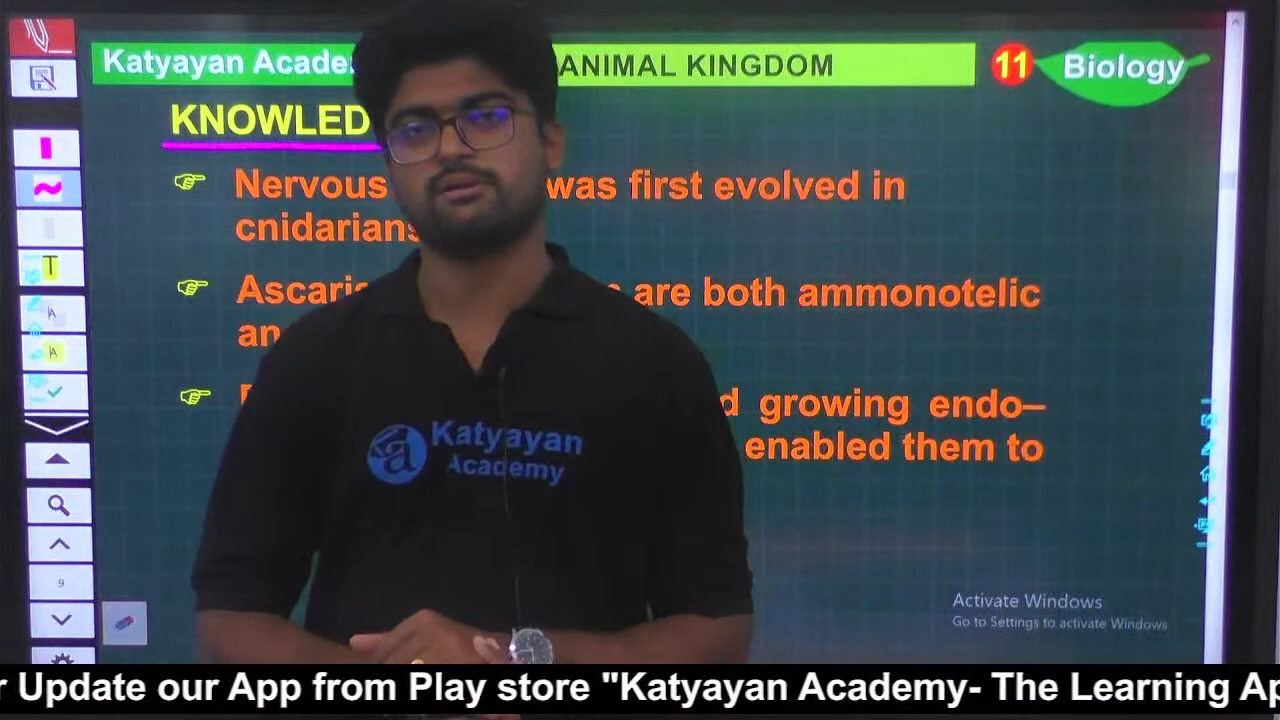 Katyayan Acade
ANIMAL KINGDOM
11
Biology
KNOWLED
Nervous was first evolved in
cnidarians
Ascaris are both ammonotelic
an
d growing endo–
enabled them to
Katyayan
Academy
9
Activate Windows
Go to Settings to activate Windows
r Update our App from Play store "Katyayan Academy- The Learning Ap